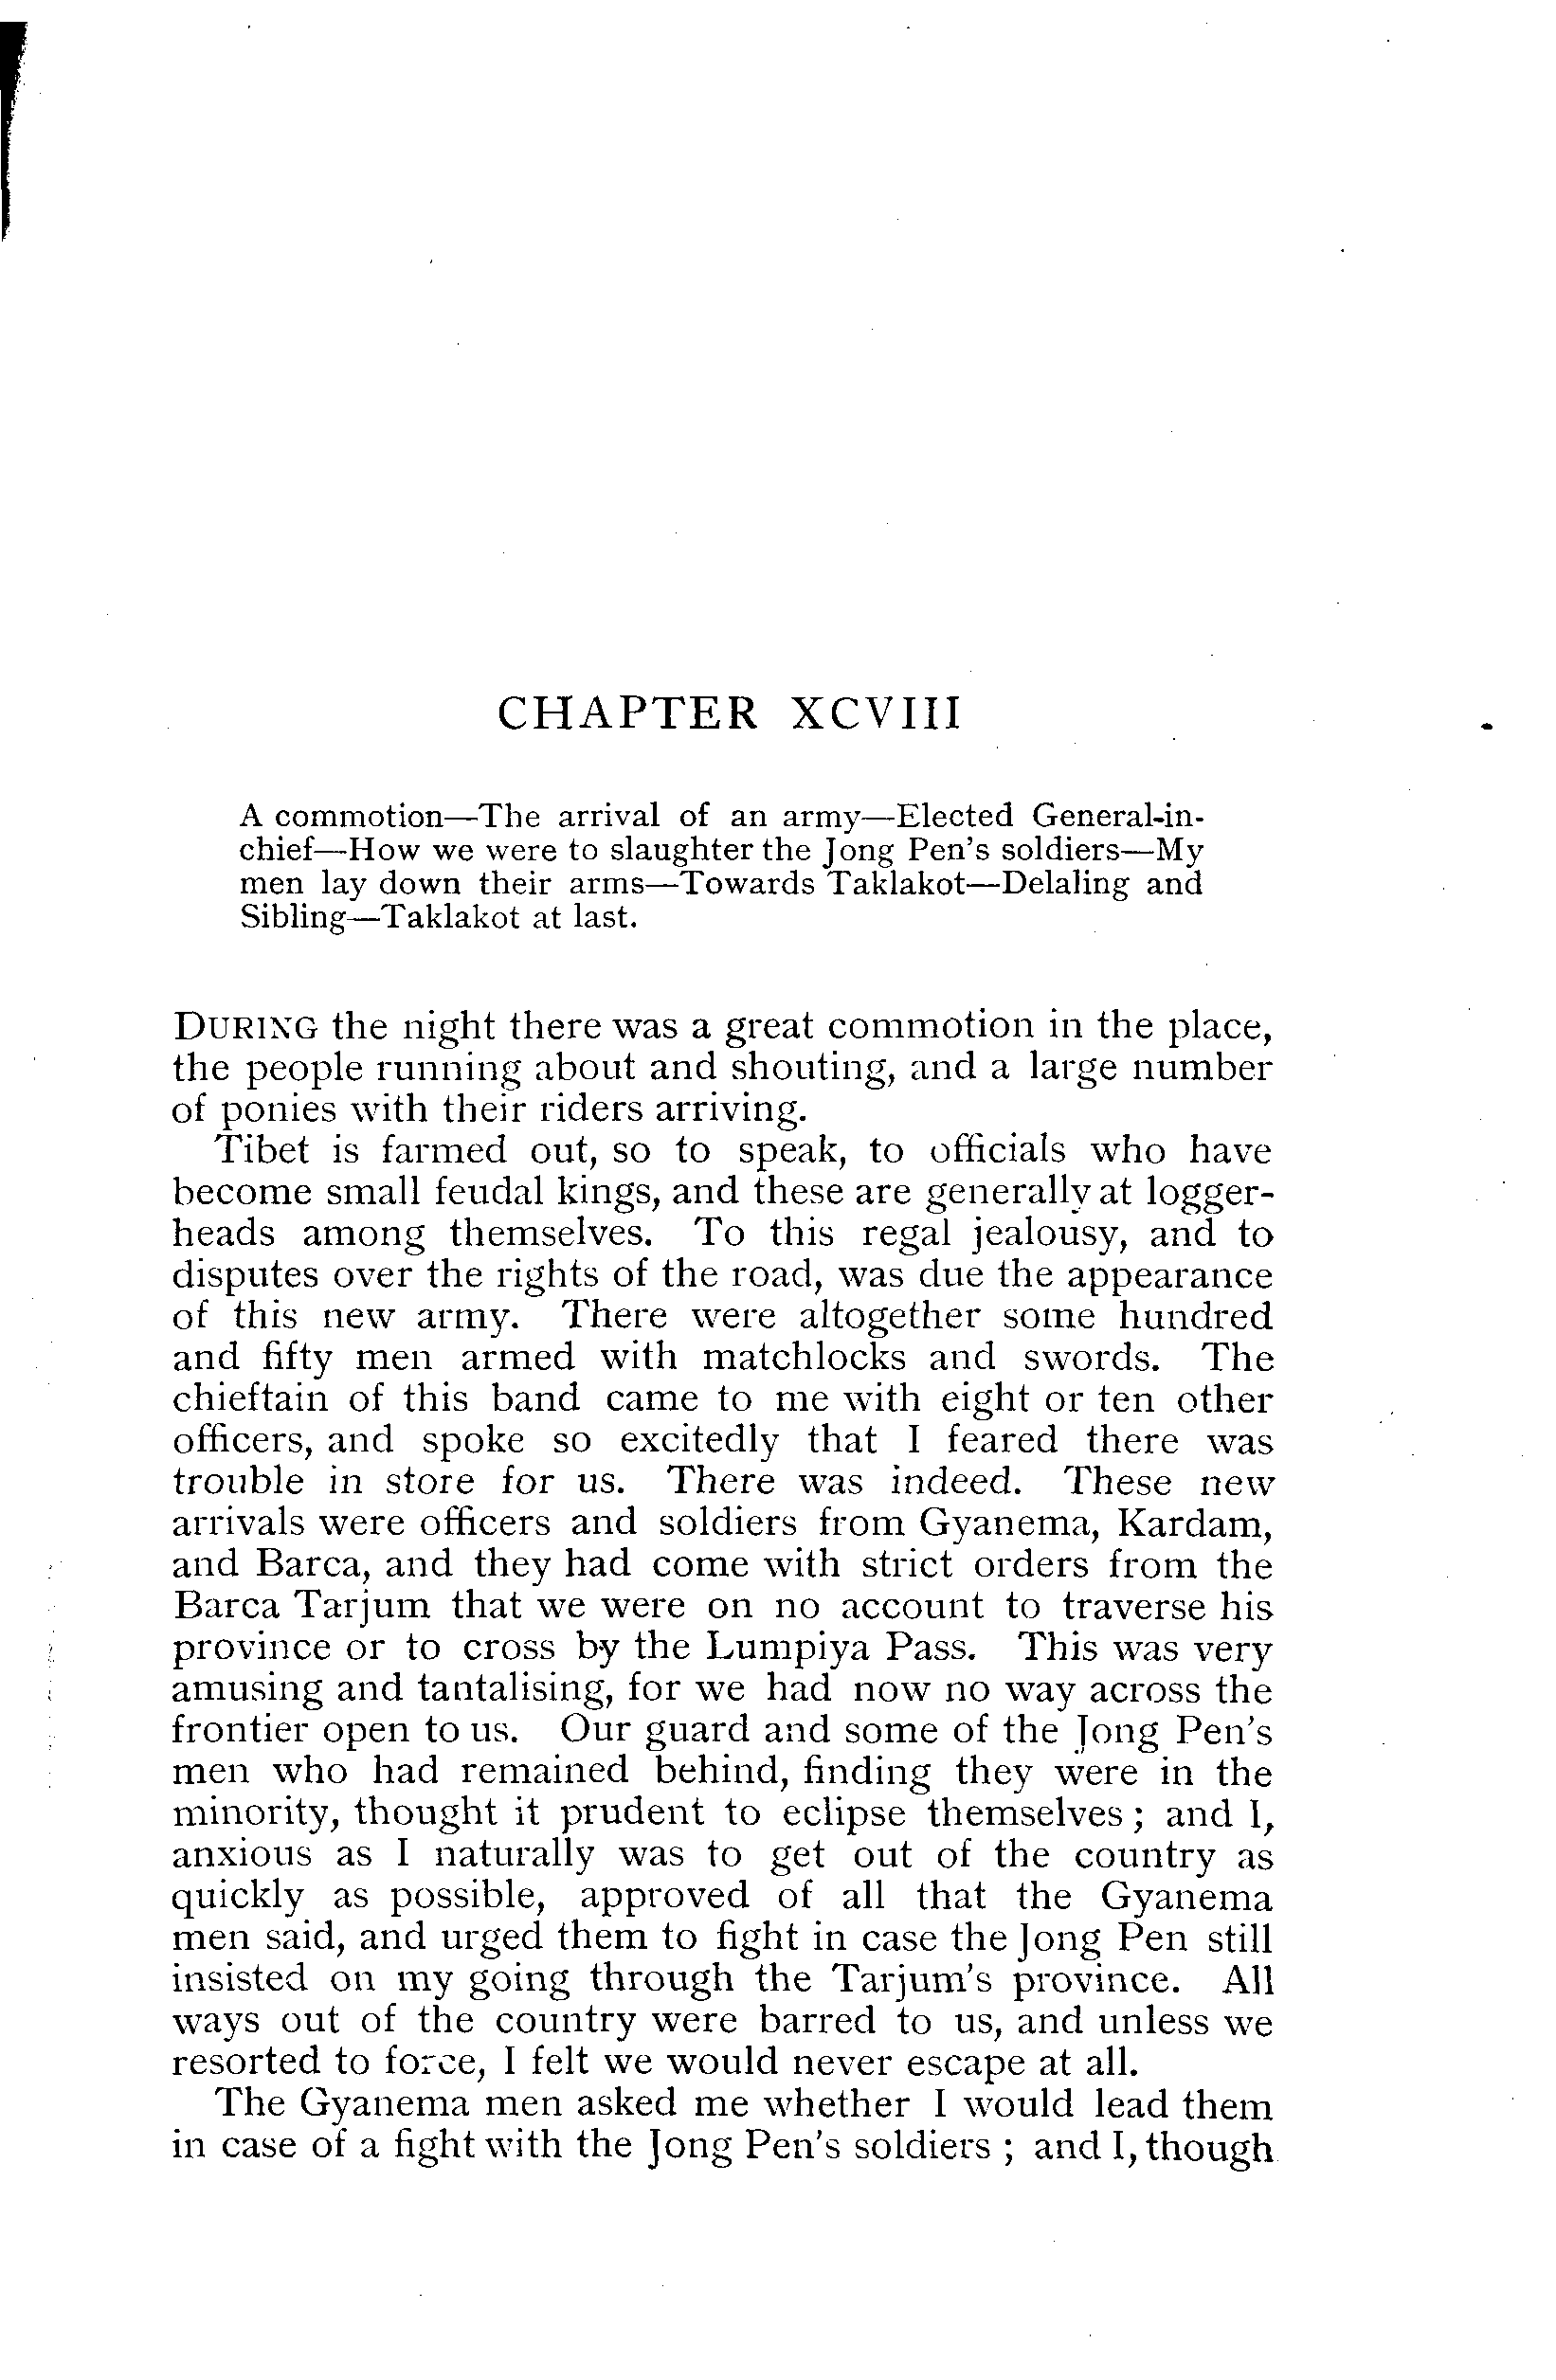 CHAPTER XCVIII
A commotion—The arrival of an army—Elected General-in-
chief—How we were to slaughter the Jong Pen's soldiers—My
men lay down their arms—Towards Taklakot—Delaling and
Sibling—Taklakot at last.
DURING the night there was a great commotion in the place,
the people running about and shouting, and a large number
of ponies with their riders arriving.
Tibet is farmed out, so to speak, to officials who have
become small feudal kings, and these are generally at logger-
heads among themselves. To this regal jealousy, and to
disputes over the rights of the road, was due the appearance
of this new army. There were altogether some hundred
and fifty men armed with matchlocks and swords. The
chieftain of this band came to me with eight or ten other
officers, and spoke so excitedly that I feared there was
trouble in store for us. There was indeed. These new
arrivals were officers and soldiers from Gyanema, Kardam,
and Barca, and they had come with strict orders from the
Barca Tarjum that we were on no account to traverse his
province or to cross by the Lumpiya Pass. This was very
amusing and tantalising, for we had now no way across the
frontier open to us. Our guard and some of the Jong Pen's
men who had remained behind, finding they were in the
minority, thought it prudent to eclipse themselves; and I,
anxious as I naturally was to get out of the country as
quickly as possible, approved of all that the Gyanema
men said, and urged them to fight in case the Jong Pen still
insisted on my going through the Tarjum's province. All
ways out of the country were barred to us, and unless we
resorted to force, I felt we would never escape at all.
The Gyanema men asked me whether I would lead them
in case of a fight with the Jong Pen's soldiers; and I, though